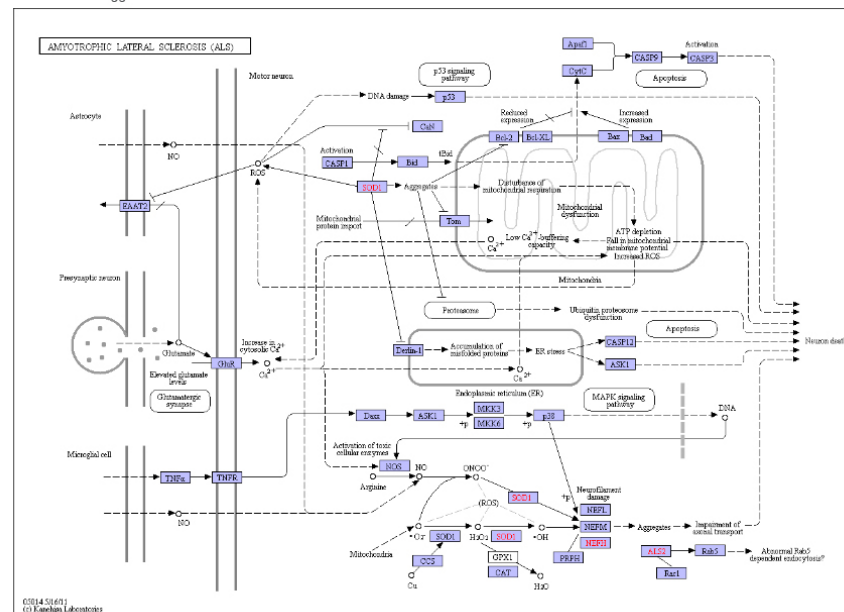 AMYOTROPHIC LATERAL SCLEROSIS (ALS)
Motor neuron
Astrocyte
NO
ROS
EAAT2
DNA damage
p53 signaling
pathway
p53
CaN
Activation
CASP1
Bid
tBid
SOD1
Aggregates
Apaf1
CytC
CASP9
Activation
CASP3
Apoptosis
Reduced
expression
Increased
expression
Bcl-2
Bcl-XL
Bax
Bad
Disturbance of
mitochondrial respiration
Mitochondrial
dysfunction
Mitochondrial
protein import
Tom
ATP depletion
Low Ca2+-buffering
capacity
Ca2+
Fall in mitochondrial
membrane potential
Increased ROS
Mitochondria
Presynaptic neuron
Glutamate
Elevated glutamate
levels
Glutamatergic
synapse
GluR
Increase in
cytosolic Ca2+
Ca2+
Proteasome
Ubiquitin proteosome
dysfunction
Derlin-1
Accumulation of
misfolded proteins
ER stress
Ca2+
CASP12
ASK1
Apoptosis
Neuron death
Endoplasmic reticulum (ER)
MAPK signaling
pathway
Daxx
ASK1
MKK3
MKK6
+p
+p
p38
DNA
Microglial cell
TNFα
TNFR
NO
Activation of toxic
cellular enzymes
NOS
NO
Arginine
ONOO-
(ROS)
SOD1
+p
Neurofilament
damage
NEFL
NEFM
NEFH
PRPH
Aggregates
Impairment of
axonal transport
Mitochondria
SOD1
H2O2
SOD1
·OH
CCS
Cu
GPX1
CAT
H2O
ALS2
Rab5
Rac1
Abnormal Rab5
dependent endocytosis
05014 5/16/11
(c) Kanehisa Laboratories